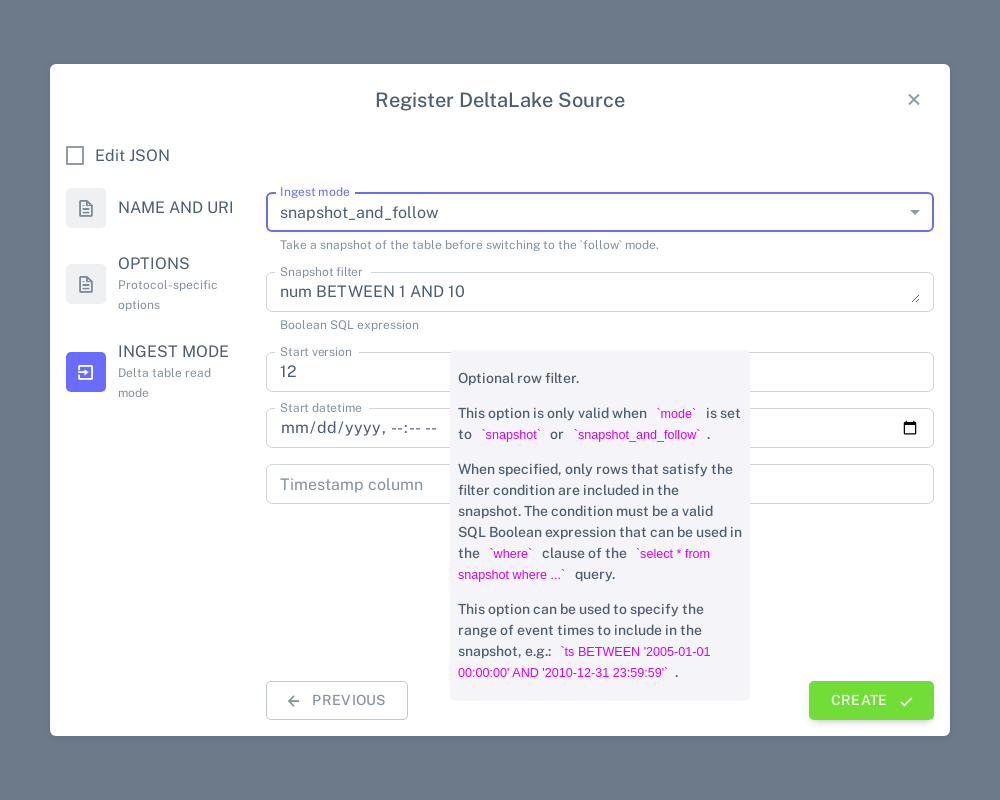 Register DeltaLake Source
Edit JSON
NAME AND URI
OPTIONS
Protocol-specific
options
INGEST MODE
Delta table read
mode
Ingest mode
snapshot_and_follow
Take a snapshot of the table before switching to the `follow` mode.
Snapshot filter
num BETWEEN 1 AND 10
Boolean SQL expression
Start version
12
Start datetime
mm/dd/yyyy, --:-- --
Timestamp column
Optional row filter.
This option is only valid when `mode` is set
to `snapshot` or `snapshot_and_follow` .
When specified, only rows that satisfy the
filter condition are included in the
snapshot. The condition must be a valid
SQL Boolean expression that can be used in
the `where` clause of the `select * from
snapshot where ...` query.
This option can be used to specify the
range of event times to include in the
snapshot, e.g.: `ts BETWEEN '2005-01-01
00:00:00' AND '2010-12-31 23:59:59'` .
PREVIOUS
CREATE